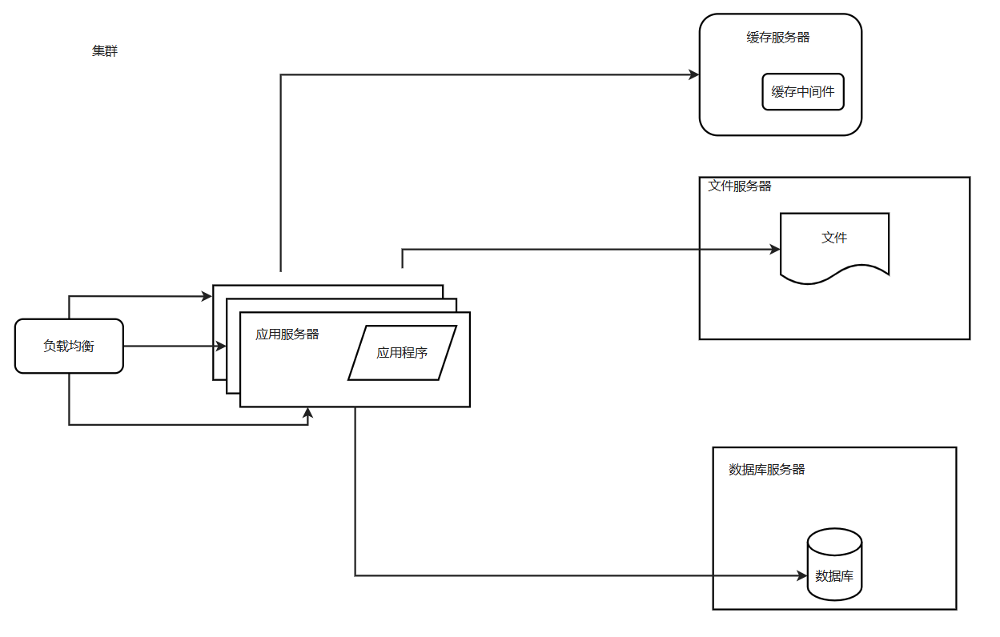 集群
缓存服务器
缓存中间件
文件服务器
文件
负载均衡
应用服务器
应用程序
数据库服务器
数据库